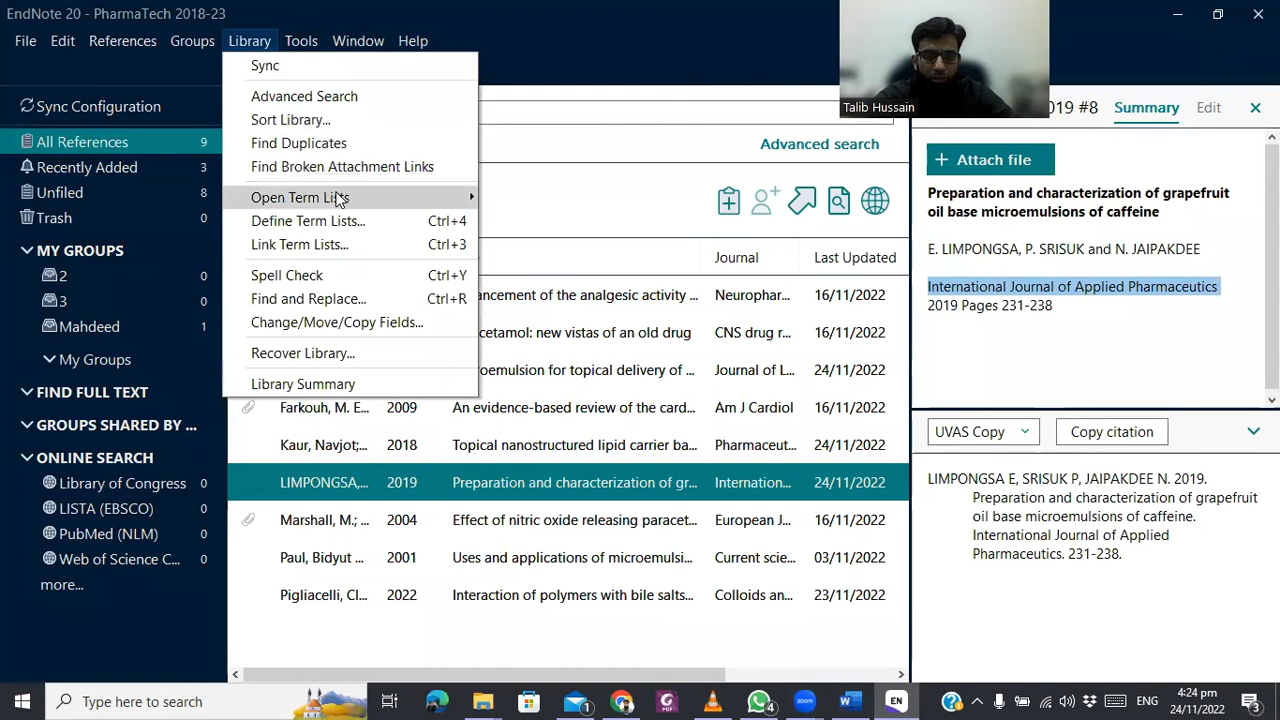 EndNote 20 - PharmaTech 2018-23
File Edit References Groups Library Tools Window Help
Sync
Advanced Search
Sort Library...
Find Duplicates
Find Broken Attachment Links
Open Term Lists
Define Term Lists... Ctrl+4
Link Term Lists... Ctrl+3
Spell Check Ctrl+Y
Find and Replace... Ctrl+R
Change/Move/Copy Fields...
Recover Library...
Library Summary
Sync Configuration
All References 9
Recently Added 3
Unfiled 8
Trash 0
MY GROUPS
2 0
3 0
Mahdeed 1
My Groups
FIND FULL TEXT
GROUPS SHARED BY ...
ONLINE SEARCH
Library of Congress 0
LISTA (EBSCO) 0
PubMed (NLM) 0
Web of Science C... 0
more...
Advanced search
Journal Last Updated
ancement of the analgesic activity ... Neurophar... 16/11/2022
cetamol: new vistas of an old drug CNS drug r... 16/11/2022
roemulsion for topical delivery of ... Journal of L... 24/11/2022
Farkouh, M. E... 2009 An evidence-based review of the card... Am J Cardiol 16/11/2022
Kaur, Navjot;... 2018 Topical nanostructured lipid carrier ba... Pharmaceut... 24/11/2022
LIMPONGSA,... 2019 Preparation and characterization of gr... Internation... 24/11/2022
Marshall, M.; ... 2004 Effect of nitric oxide releasing paracet... European J... 16/11/2022
Paul, Bidyut ... 2001 Uses and applications of microemulsi... Current scie... 03/11/2022
Pigliacelli, Cl... 2022 Interaction of polymers with bile salts... Colloids an... 23/11/2022
Talib Hussain
019 #8 Summary Edit
+ Attach file
Preparation and characterization of grapefruit
oil base microemulsions of caffeine
E. LIMPONGSA, P. SRISUK and N. JAIPAKDEE
International Journal of Applied Pharmaceutics
2019 Pages 231-238
UVAS Copy Copy citation
LIMPONGSA E, SRISUK P, JAIPAKDEE N. 2019.
Preparation and characterization of grapefruit
oil base microemulsions of caffeine.
International Journal of Applied
Pharmaceutics. 231-238.
Type here to search
1
4
EN
ENG
4:24 pm
24/11/2022
3